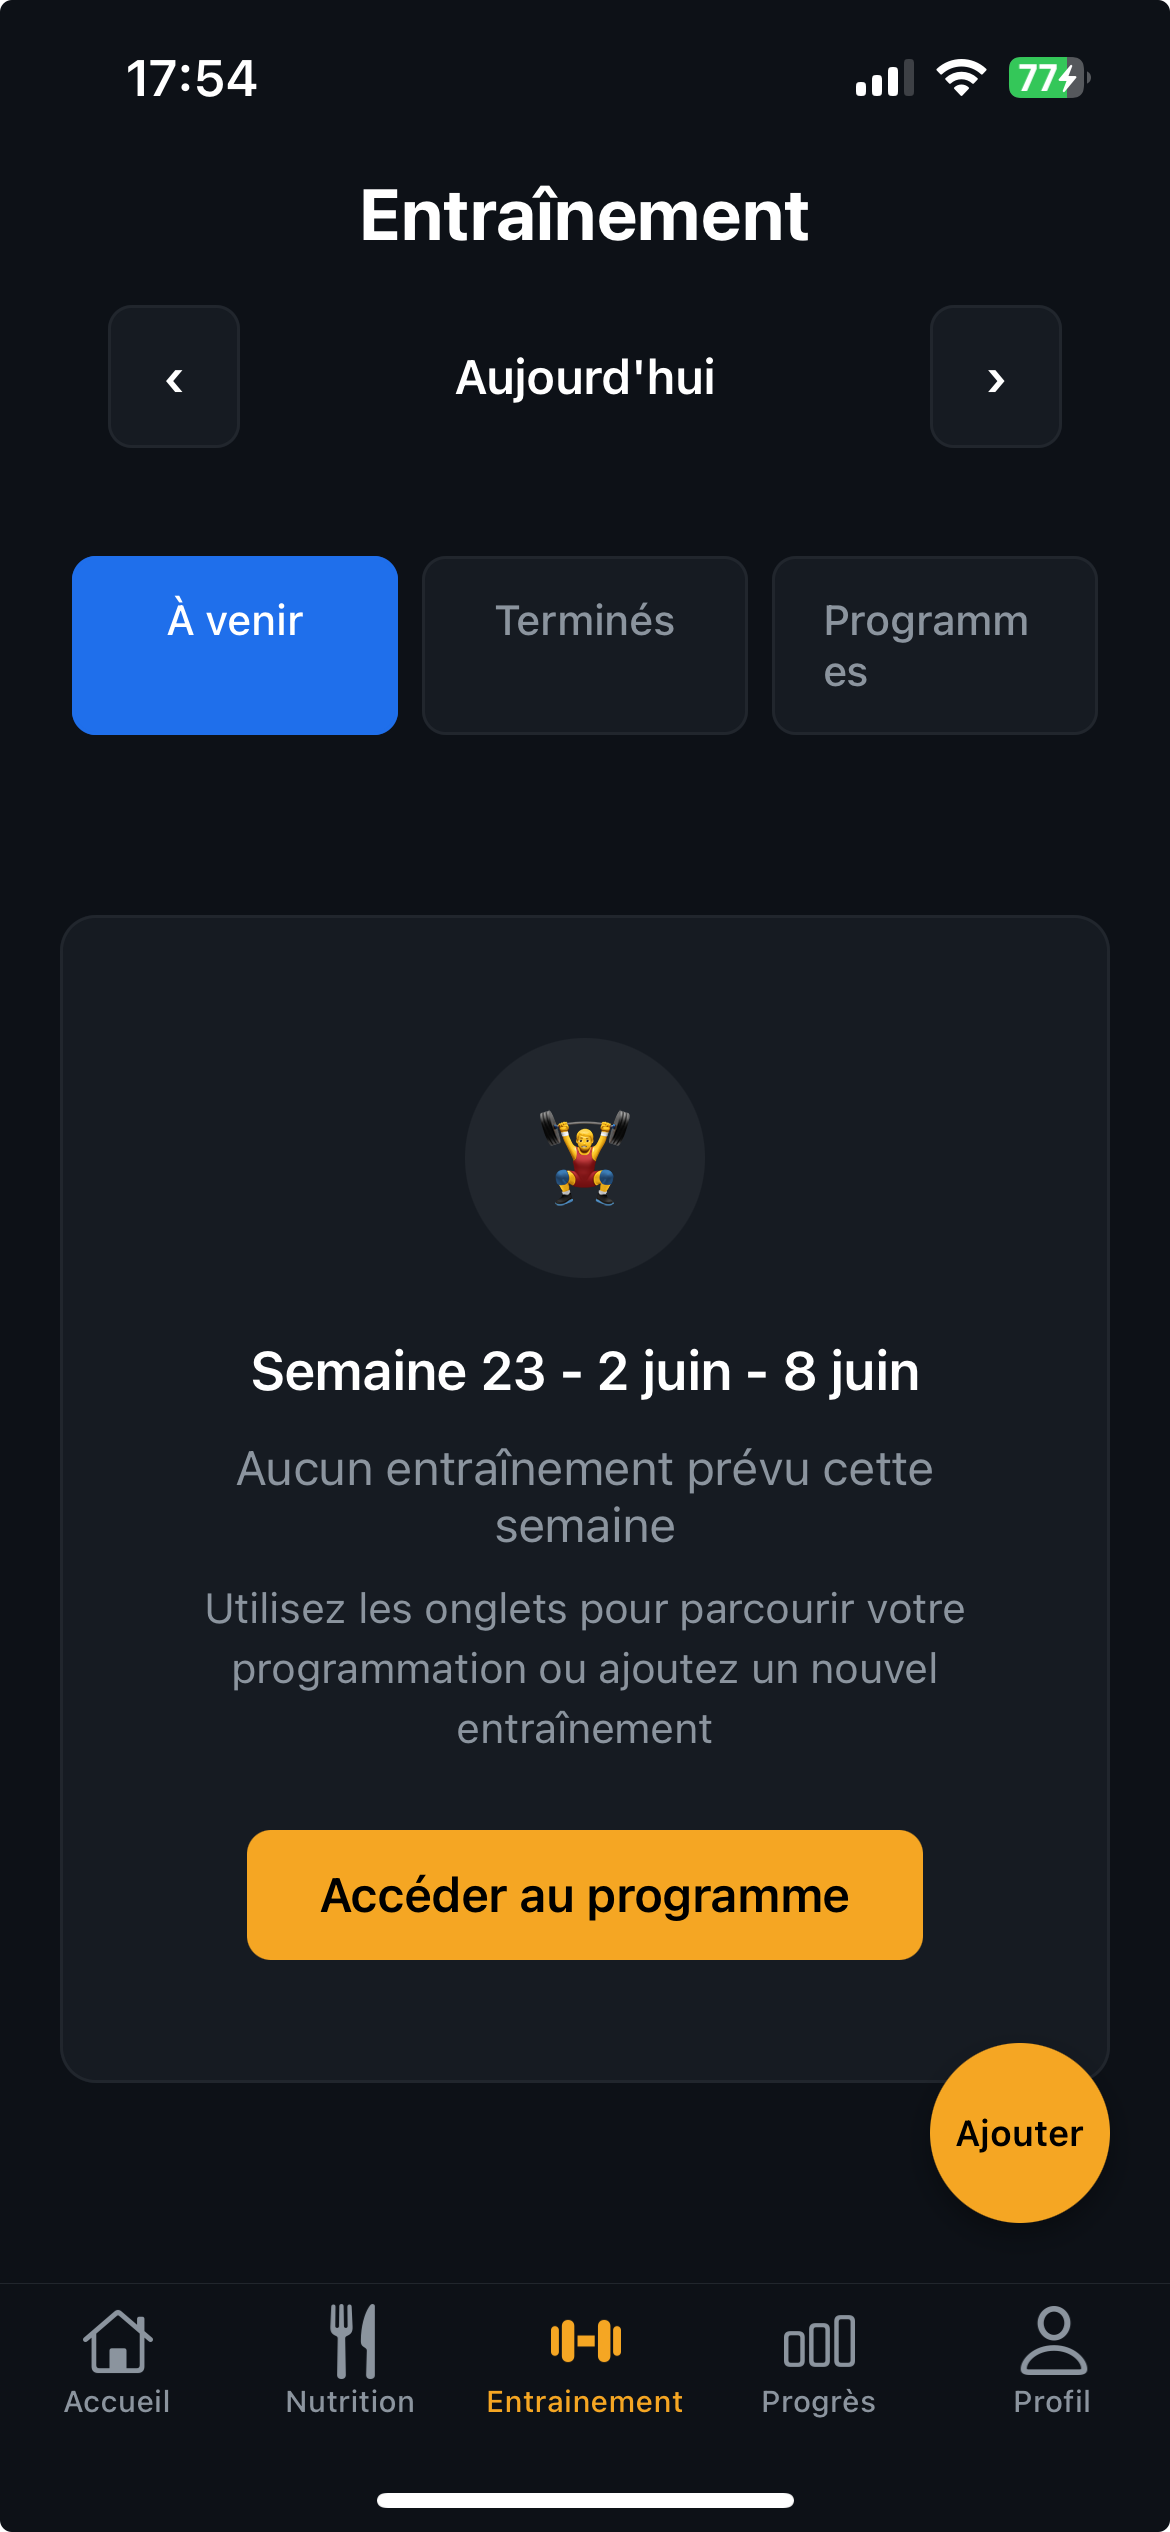 17:54
77
Entraînement
‹
Aujourd'hui
›
À venir
Terminés
Programm
es
Semaine 23 - 2 juin - 8 juin
Aucun entraînement prévu cette
semaine
Utilisez les onglets pour parcourir votre
programmation ou ajoutez un nouvel
entraînement
Accéder au programme
Ajouter
Accueil
Nutrition
Entrainement
Progrès
Profil